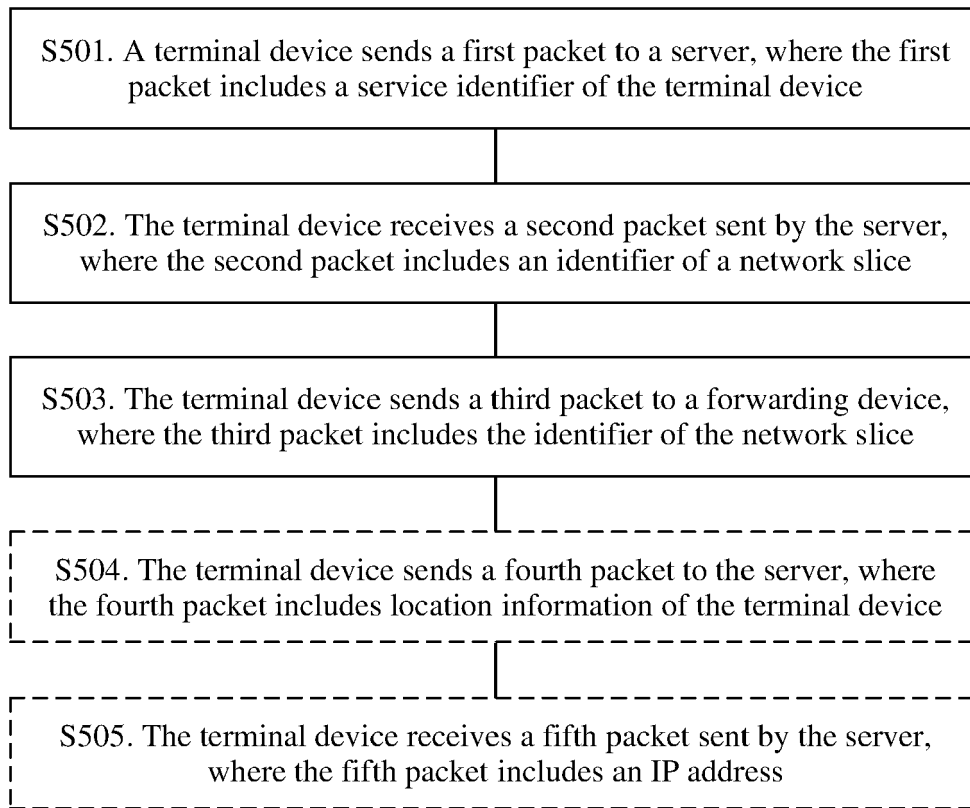 S501. A terminal device sends a first packet to a server, where the first
packet includes a service identifier of the terminal device
S502. The terminal device receives a second packet sent by the server,
where the second packet includes an identifier of a network slice
S503. The terminal device sends a third packet to a forwarding device,
where the third packet includes the identifier of the network slice
S504. The terminal device sends a fourth packet to the server, where
the fourth packet includes location information of the terminal device
S505. The terminal device receives a fifth packet sent by the server,
where the fifth packet includes an IP address